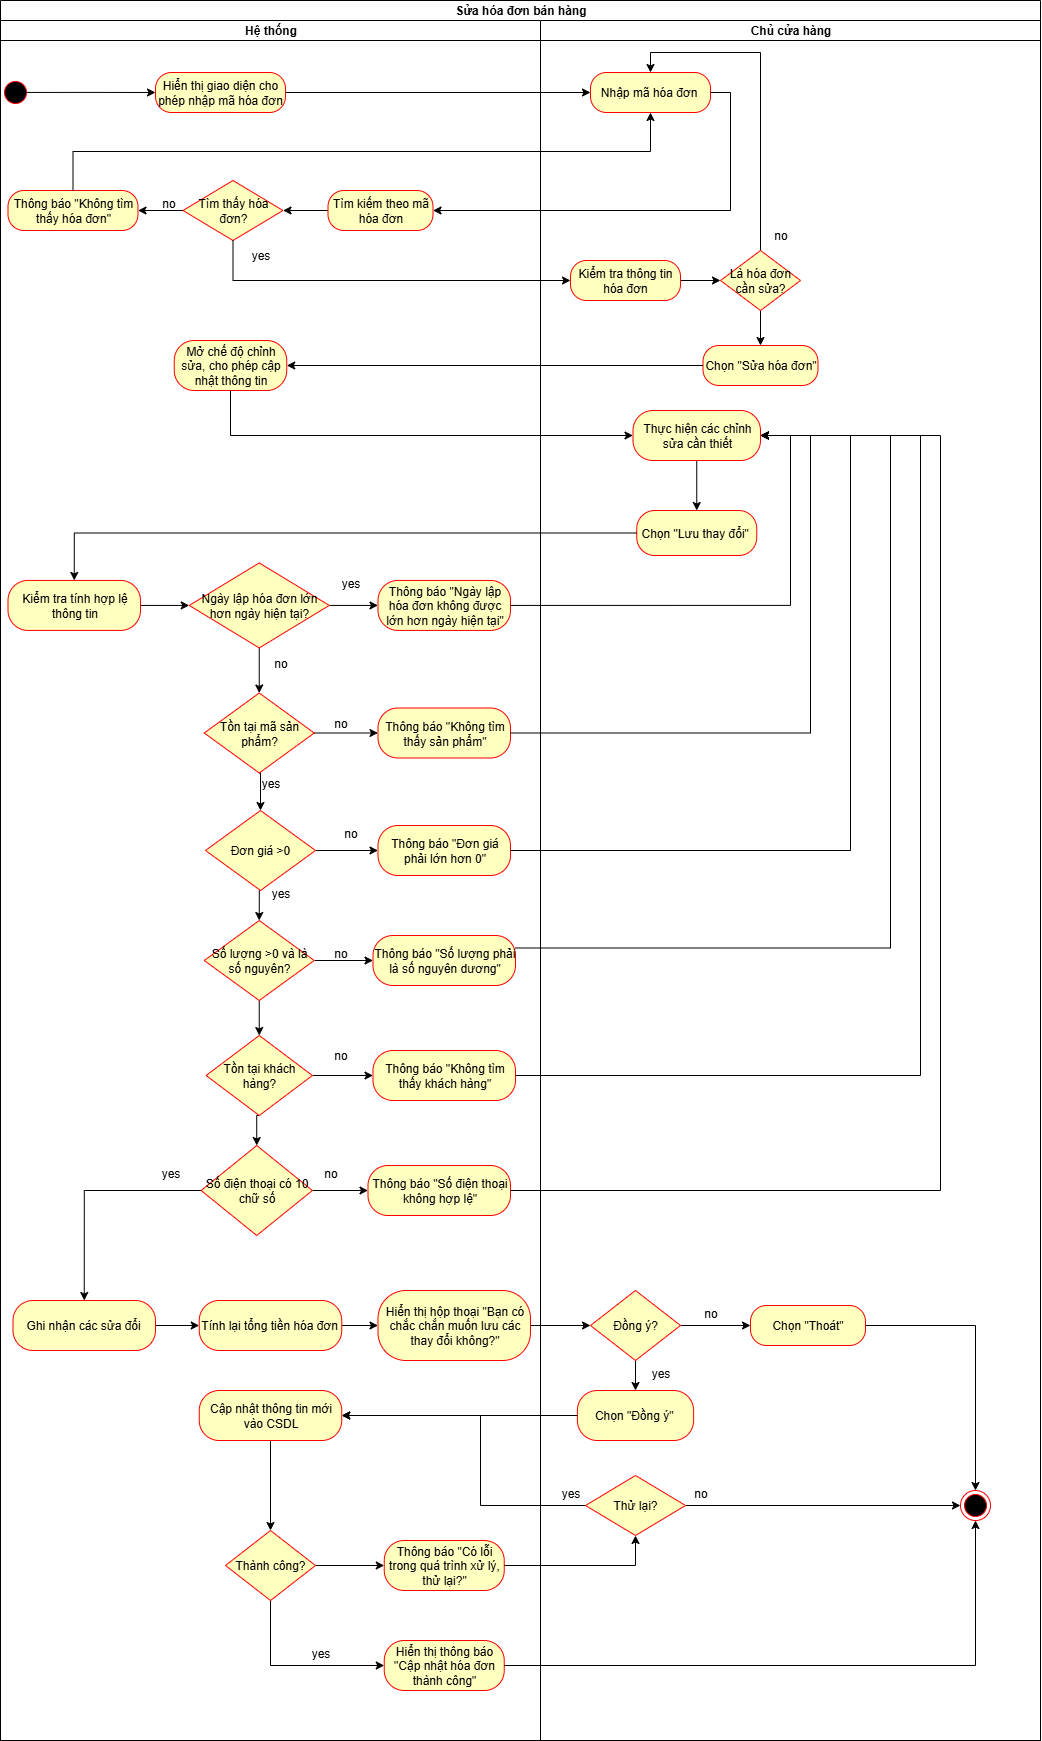 Sửa hóa đơn bán hàng
Hệ thống
Chủ cửa hàng
Hiển thị giao diện cho
phép nhập mã hóa đơn
Nhập mã hóa đơn
Thông báo "Không tìm
thấy hóa đơn"
no
Tìm thấy hóa
đơn?
Tìm kiếm theo mã
hóa đơn
yes
no
Kiểm tra thông tin
hóa đơn
Là hóa đơn
cần sửa?
Mở chế độ chỉnh
sửa, cho phép cập
nhật thông tin
Chọn "Sửa hóa đơn"
Thực hiện các chỉnh
sửa cần thiết
Chọn "Lưu thay đổi"
Kiểm tra tính hợp lệ
thông tin
Ngày lập hóa đơn lớn
hơn ngày hiện tại?
yes
Thông báo "Ngày lập
hóa đơn không được
lớn hơn ngày hiện tại"
no
Tồn tại mã sản
phẩm?
no
Thông báo "Không tìm
thấy sản phẩm"
yes
Đơn giá >0
no
Thông báo "Đơn giá
phải lớn hơn 0"
yes
Số lượng >0 và là
số nguyên?
no
Thông báo "Số lượng phải
là số nguyên dương"
Tồn tại khách
hàng?
no
Thông báo "Không tìm
thấy khách hàng"
yes
Số điện thoại có 10
chữ số
no
Thông báo "Số điện thoại
không hợp lệ"
Ghi nhận các sửa đổi
Tính lại tổng tiền hóa đơn
Hiển thị hộp thoại "Bạn có
chắc chắn muốn lưu các
thay đổi không?"
Đồng ý?
no
Chọn "Thoát"
yes
Cập nhật thông tin mới
vào CSDL
Chọn "Đồng ý"
yes
Thử lại?
no
Thành công?
Thông báo "Có lỗi
trong quá trình xử lý,
thử lại?"
yes
Hiển thị thông báo
"Cập nhật hóa đơn
thành công"